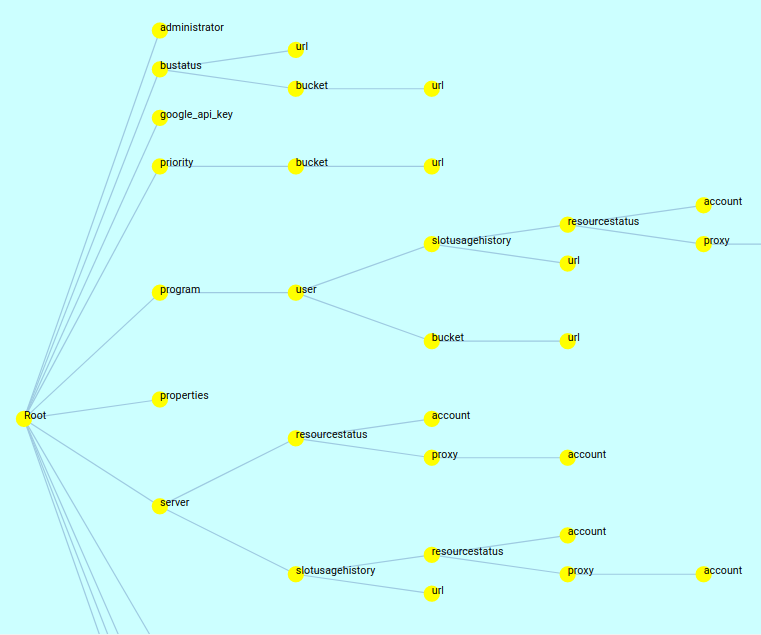 administrator
url
bustatus
bucket
url
google_api_key
priority
bucket
url
account
resourcestatus
slotusagehistory
proxy
url
program
user
bucket
url
properties
Root
account
resourcestatus
proxy
account
server
account
resourcestatus
slotusagehistory
proxy
account
url